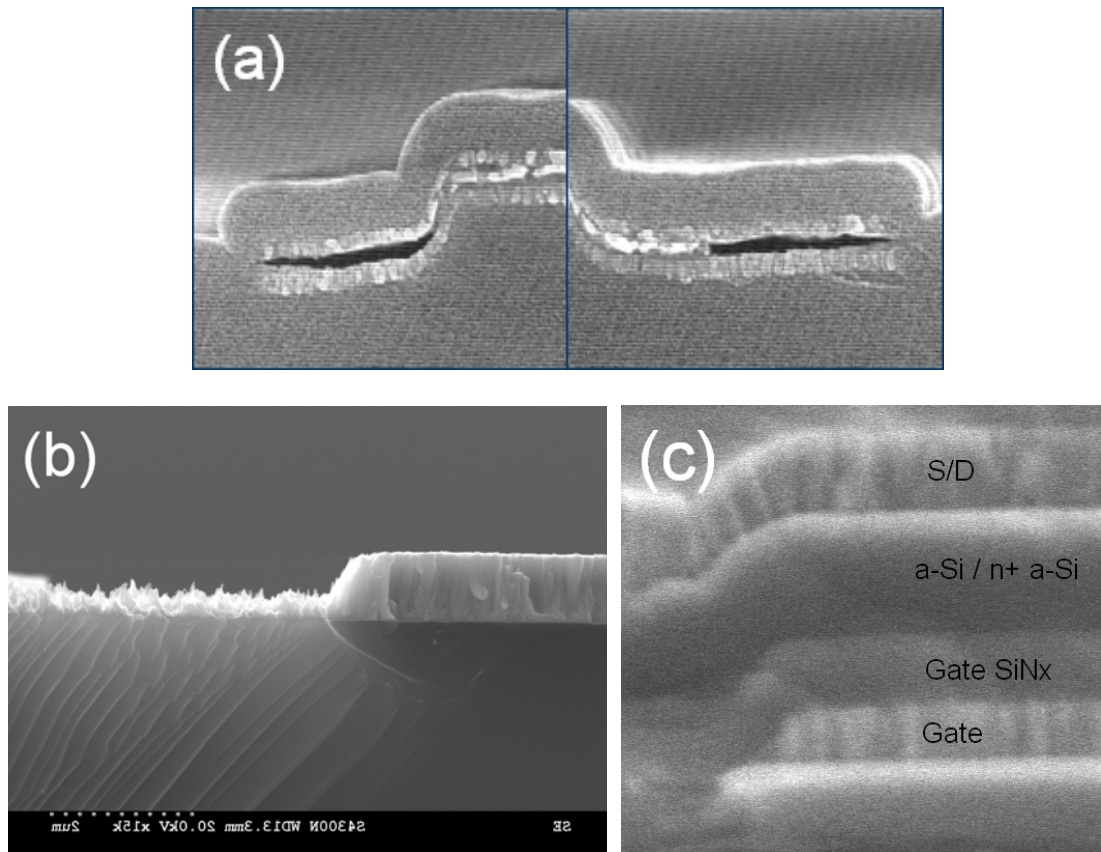 (a)
(b)
(c)
S/D
a-Si / n+ a-Si
Gate SiNx
Gate
S4300N WD13.3mm 20.0kV x15k 2um
SE